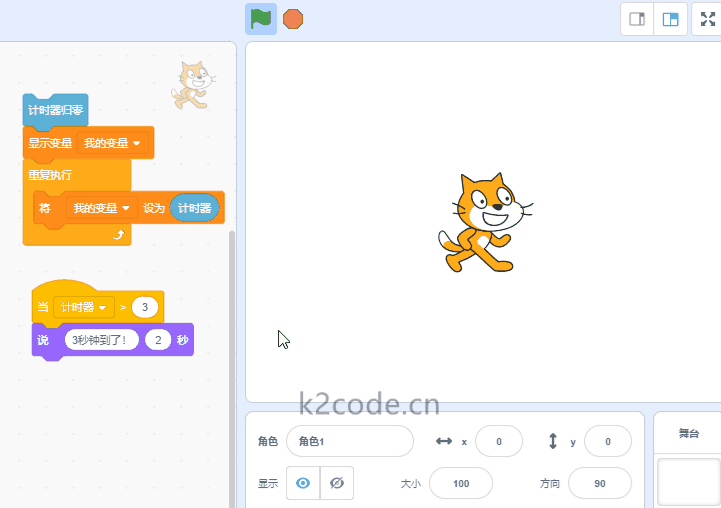 计时器归零
显示变量 我的变量
重复执行
将 我的变量 设为 计时器
当 计时器 > 3
说 3秒钟到了! 2 秒
k2code.cn
角色 角色1 x 0 y 0
舞台
显示 大小 100 方向 90